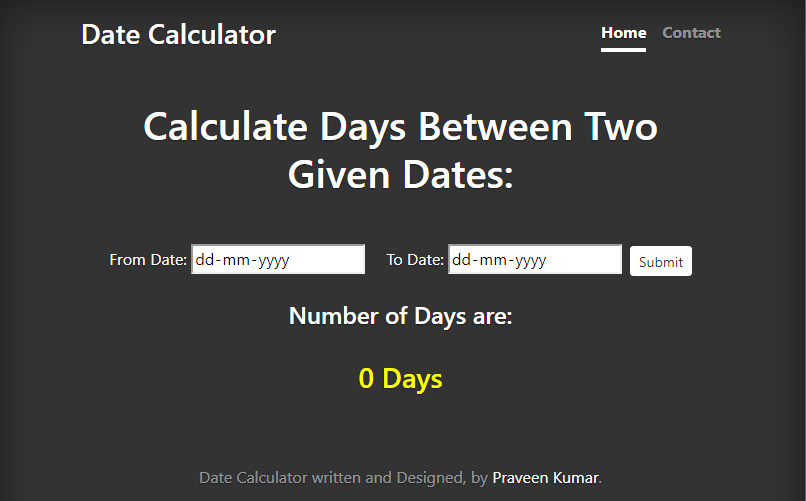 Date Calculator
Home Contact
Calculate Days Between Two
Given Dates:
From Date: dd-mm-yyyy To Date: dd-mm-yyyy Submit
Number of Days are:
0 Days
Date Calculator written and Designed, by Praveen Kumar.